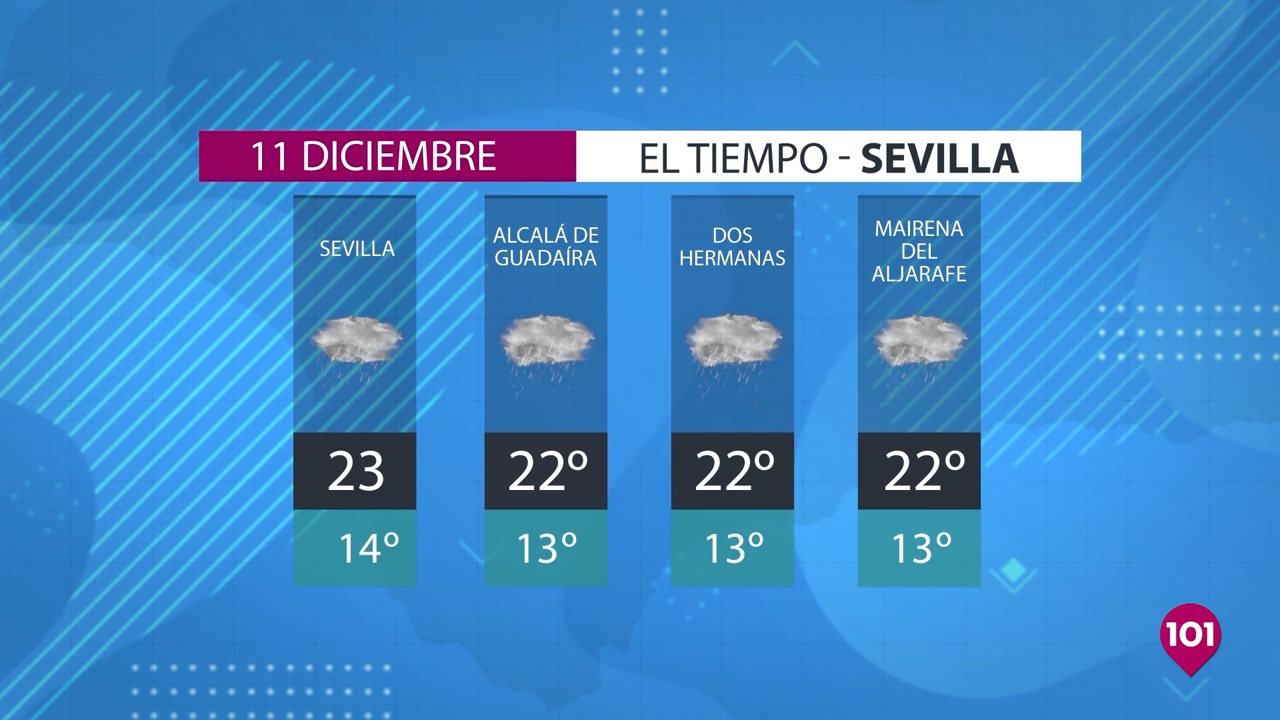 11 DICIEMBRE
EL TIEMPO - SEVILLA
SEVILLA
23
14º
ALCALÁ DE
GUADAÍRA
22º
13º
DOS
HERMANAS
22º
13º
MAIRENA
DEL
ALJARAFE
22º
13º
101